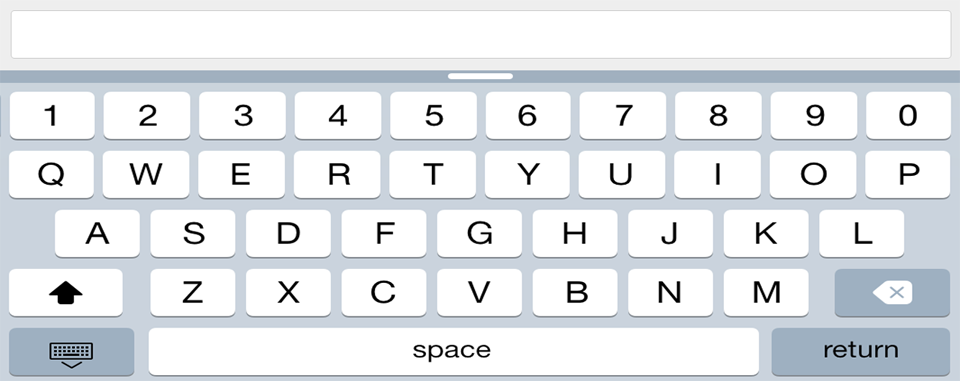 1 2 3 4 5 6 7 8 9 0
Q W E R T Y U I O P
A S D F G H J K L
Z X C V B N M
space return